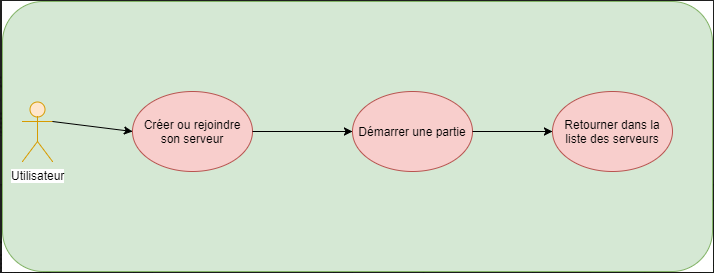 Créer ou rejoindre
son serveur
Démarrer une partie
Retourner dans la
liste des serveurs
Utilisateur